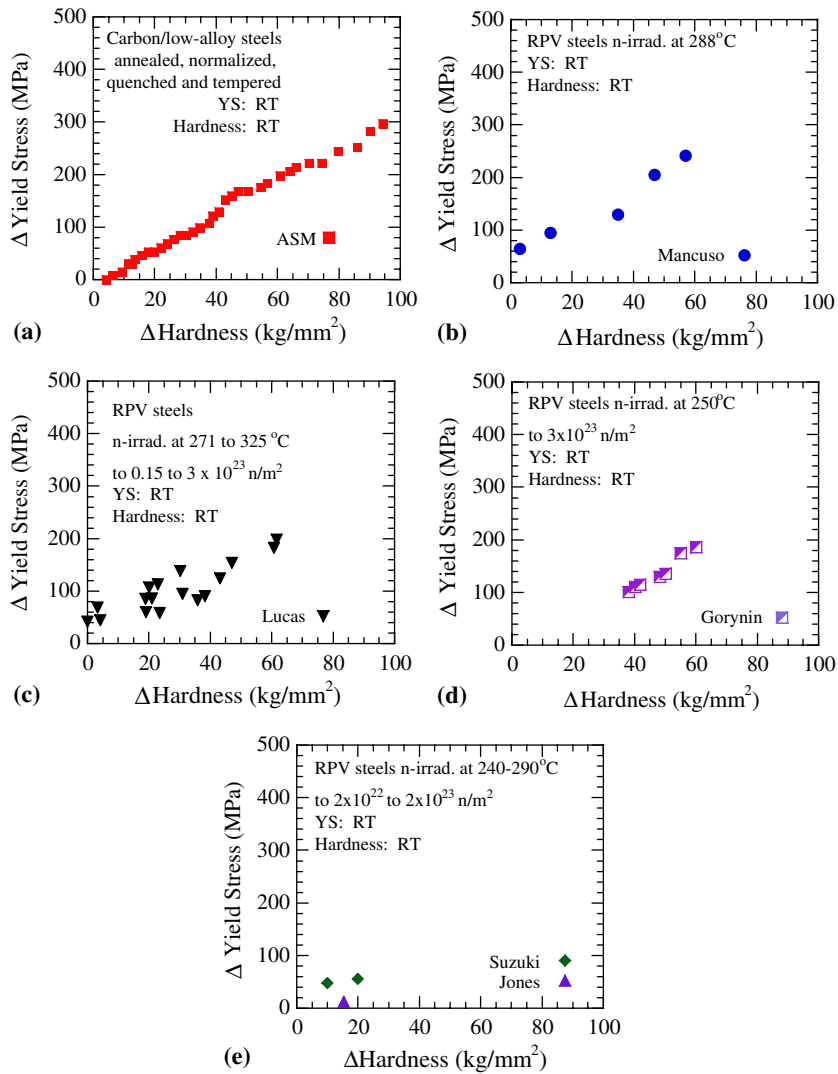 500
400
300
200
100
0
Δ Yield Stress (MPa)
Carbon/low-alloy steels
annealed, normalized,
quenched and tempered
YS: RT
Hardness: RT
ASM
0 20 40 60 80 100
ΔHardness (kg/mm²)
(a)
500
400
300
200
100
0
Δ Yield Stress (MPa)
RPV steels n-irrad. at 288°C
YS: RT
Hardness: RT
Mancuso
0 20 40 60 80 100
ΔHardness (kg/mm²)
(b)
500
400
300
200
100
0
Δ Yield Stress (MPa)
RPV steels
n-irrad. at 271 to 325 °C
to 0.15 to 3 x 10²³ n/m²
YS: RT
Hardness: RT
Lucas
0 20 40 60 80 100
ΔHardness (kg/mm²)
(c)
500
400
300
200
100
0
Δ Yield Stress (MPa)
RPV steels n-irrad. at 250°C
to 3x10²³ n/m²
YS: RT
Hardness: RT
Gorynin
0 20 40 60 80 100
ΔHardness (kg/mm²)
(d)
500
400
300
200
100
0
Δ Yield Stress (MPa)
RPV steels n-irrad. at 240-290°C
to 2x10²² to 2x10²³ n/m²
YS: RT
Hardness: RT
Suzuki
Jones
0 20 40 60 80 100
ΔHardness (kg/mm²)
(e)